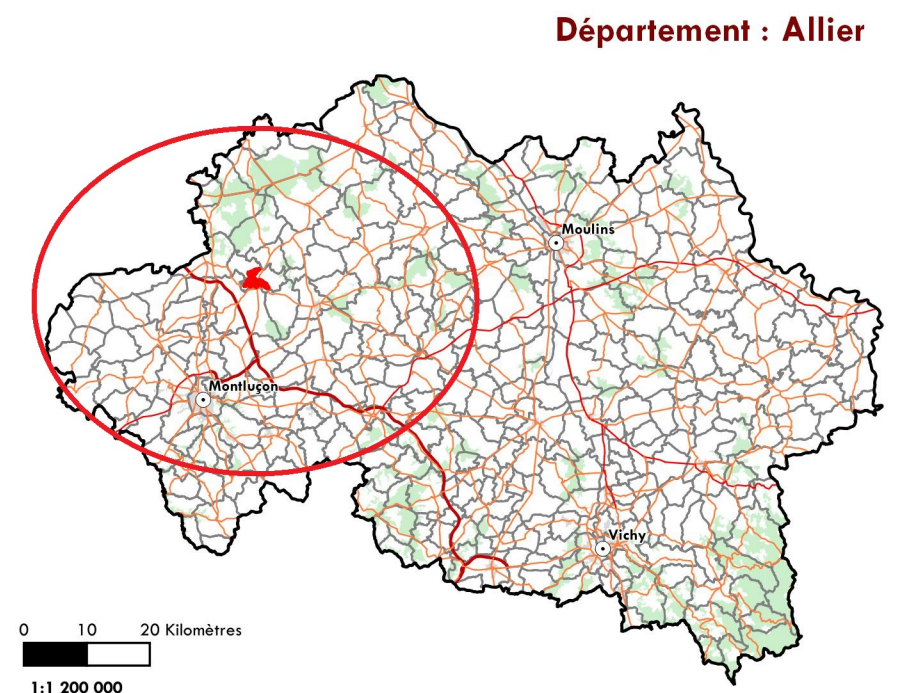 Département : Allier
Moulins
Montluçon
Vichy
0 10 20 Kilomètres
1:1 200 000